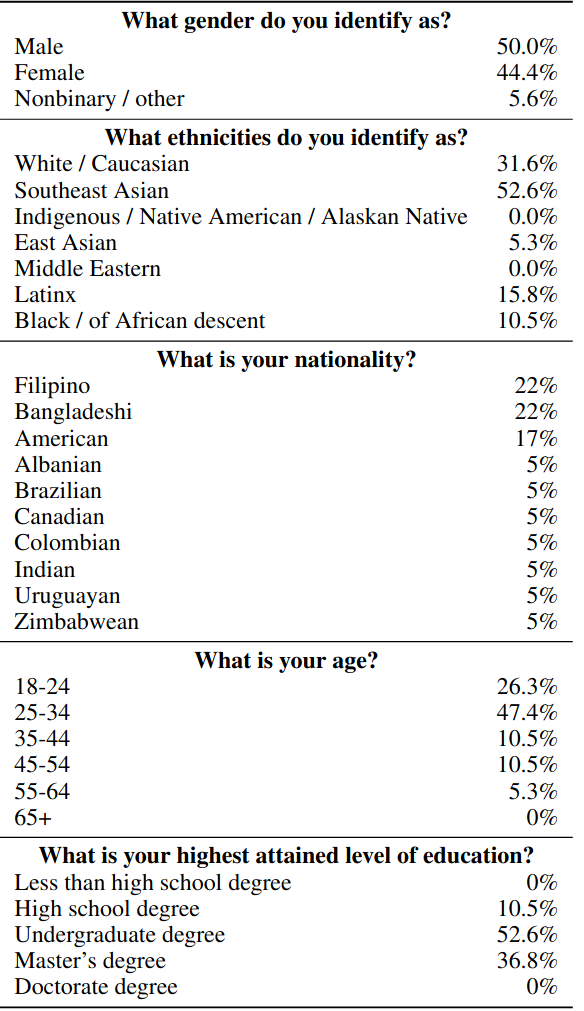 What gender do you identify as?
Male 50.0%
Female 44.4%
Nonbinary / other 5.6%
What ethnicities do you identify as?
White / Caucasian 31.6%
Southeast Asian 52.6%
Indigenous / Native American / Alaskan Native 0.0%
East Asian 5.3%
Middle Eastern 0.0%
Latinx 15.8%
Black / of African descent 10.5%
What is your nationality?
Filipino 22%
Bangladeshi 22%
American 17%
Albanian 5%
Brazilian 5%
Canadian 5%
Colombian 5%
Indian 5%
Uruguayan 5%
Zimbabwean 5%
What is your age?
18-24 26.3%
25-34 47.4%
35-44 10.5%
45-54 10.5%
55-64 5.3%
65+ 0%
What is your highest attained level of education?
Less than high school degree 0%
High school degree 10.5%
Undergraduate degree 52.6%
Master's degree 36.8%
Doctorate degree 0%